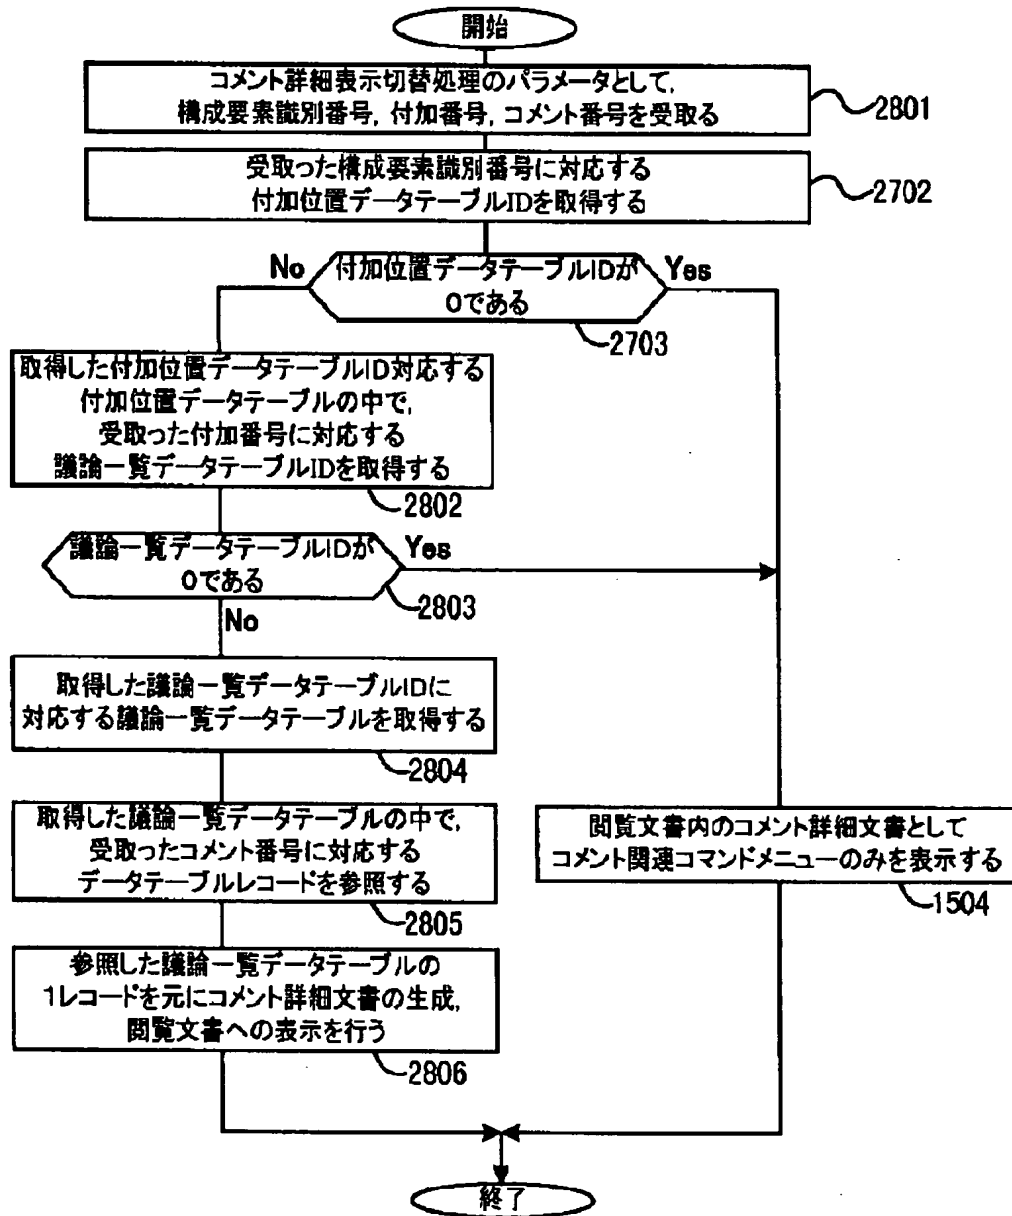 開始
コメント詳細表示切替処理のパラメータとして,
構成要素識別番号, 付加番号, コメント番号を受取る
2801
受取った構成要素識別番号に対応する
付加位置データテーブルIDを取得する
2702
No
付加位置データテーブルIDが
0である
Yes
2703
取得した付加位置データテーブルID対応する
付加位置データテーブルの中で,
受取った付加番号に対応する
議論一覧データテーブルIDを取得する
2802
議論一覧データテーブルIDが
0である
Yes
2803
No
取得した議論一覧データテーブルIDに
対応する議論一覧データテーブルを取得する
2804
取得した議論一覧データテーブルの中で,
受取ったコメント番号に対応する
データテーブルレコードを参照する
2805
閲覧文書内のコメント詳細文書として
コメント関連コマンドメニューのみを表示する
1504
参照した議論一覧データテーブルの
1レコードを元にコメント詳細文書の生成,
閲覧文書への表示を行う
2806
終了